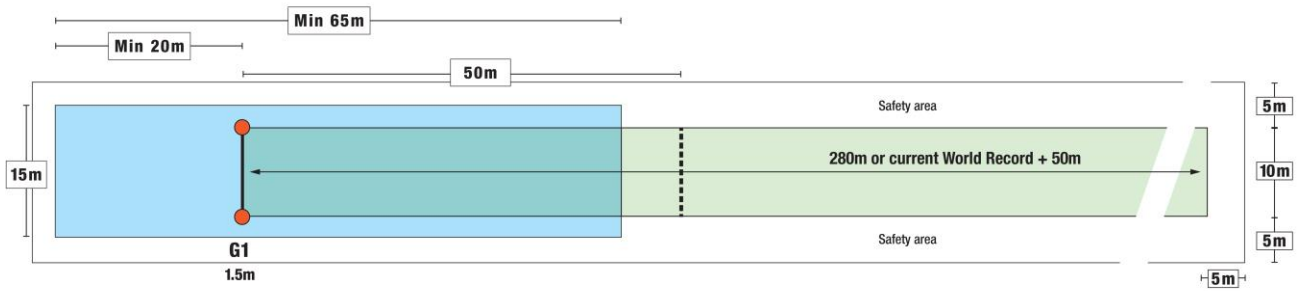 Min 65m
Min 20m
50m
Safety area
5m
15m
280m or current World Record + 50m
10m
G1
Safety area
5m
1.5m
5m